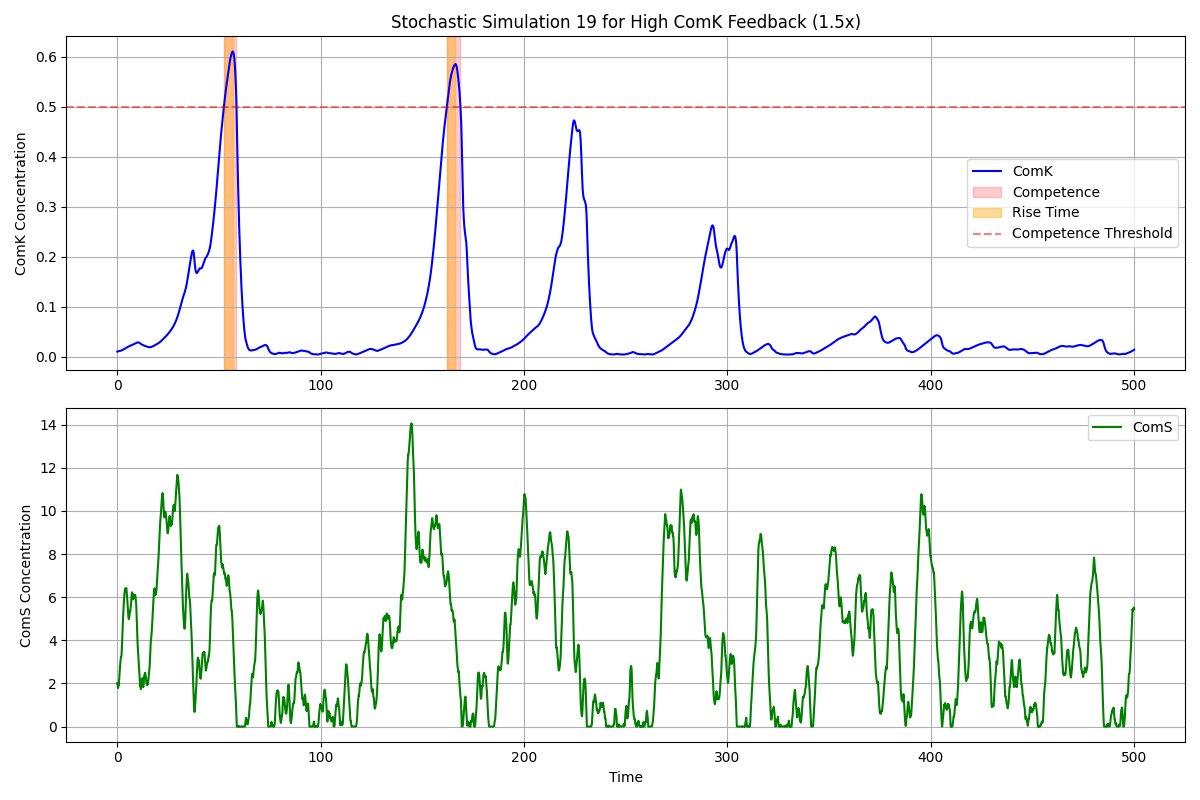 Stochastic Simulation 19 for High ComK Feedback (1.5x)
ComK Concentration
0.6
0.5
0.4
0.3
0.2
0.1
0.0
ComK
Competence
Rise Time
Competence Threshold
0 100 200 300 400 500
ComS Concentration
14
12
10
8
6
4
2
0
ComS
0 100 200 300 400 500
Time